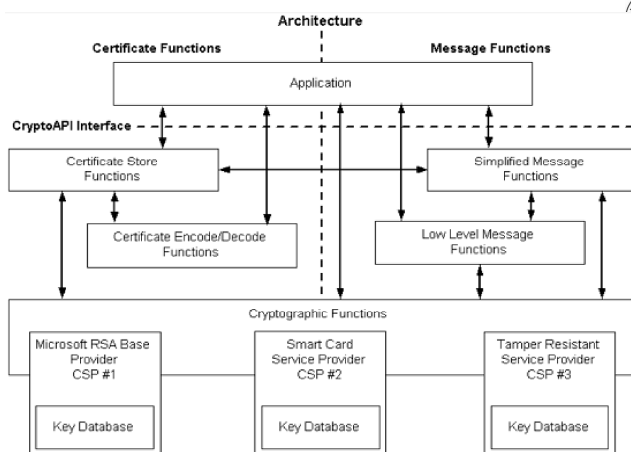 Architecture
Certificate Functions
Message Functions
Application
CryptoAPI Interface
Certificate Store
Functions
Simplified Message
Functions
Certificate Encode/Decode
Functions
Low Level Message
Functions
Cryptographic Functions
Microsoft RSA Base
Provider
CSP #1
Smart Card
Service Provider
CSP #2
Tamper Resistant
Service Provider
CSP #3
Key Database
Key Database
Key Database